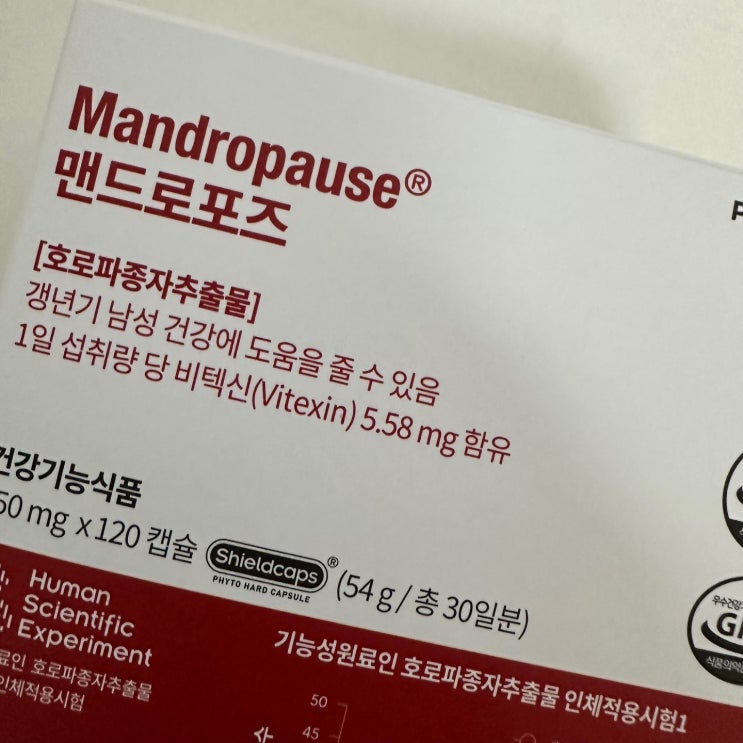 Mandropause®
맨드로포즈
[호로파종자추출물]
갱년기 남성 건강에 도움을 줄 수 있음
1일 섭취량 당 비텍신(Vitexin) 5.58 mg 함유
건강기능식품
50 mg x 120 캡슐 Shieldcaps® PHYTO HARD CAPSULE (54 g / 총 30일분)
Human
Scientific
Experiment
호로파종자추출물
인체적용시험
기능성원료인 호로파종자추출물 인체적용시험1
50
45